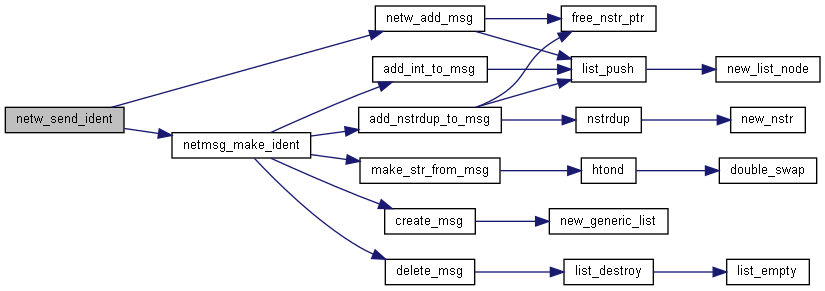 netw_send_ident
netw_add_msg
netmsg_make_ident
add_int_to_msg
add_nstrdup_to_msg
make_str_from_msg
create_msg
delete_msg
free_nstr_ptr
list_push
nstrdup
htond
new_generic_list
list_destroy
new_list_node
new_nstr
double_swap
list_empty